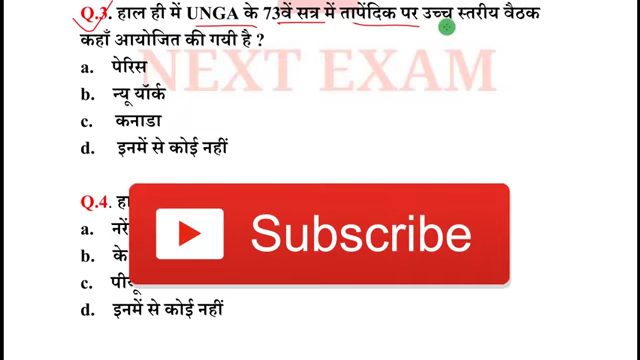 Q.3. हाल ही में UNGA के 73वें सत्र में तापेंदिक पर उच्च स्तरीय बैठक
कहाँ आयोजित की गयी है ?
NEXT EXAM
a. पेरिस
b. न्यू यॉर्क
c. कनाडा
d. इनमें से कोई नहीं
Q.4. हा
Subscribe
a. नरें
b. के
c. पीयू
d. इनमें से कोई नहीं